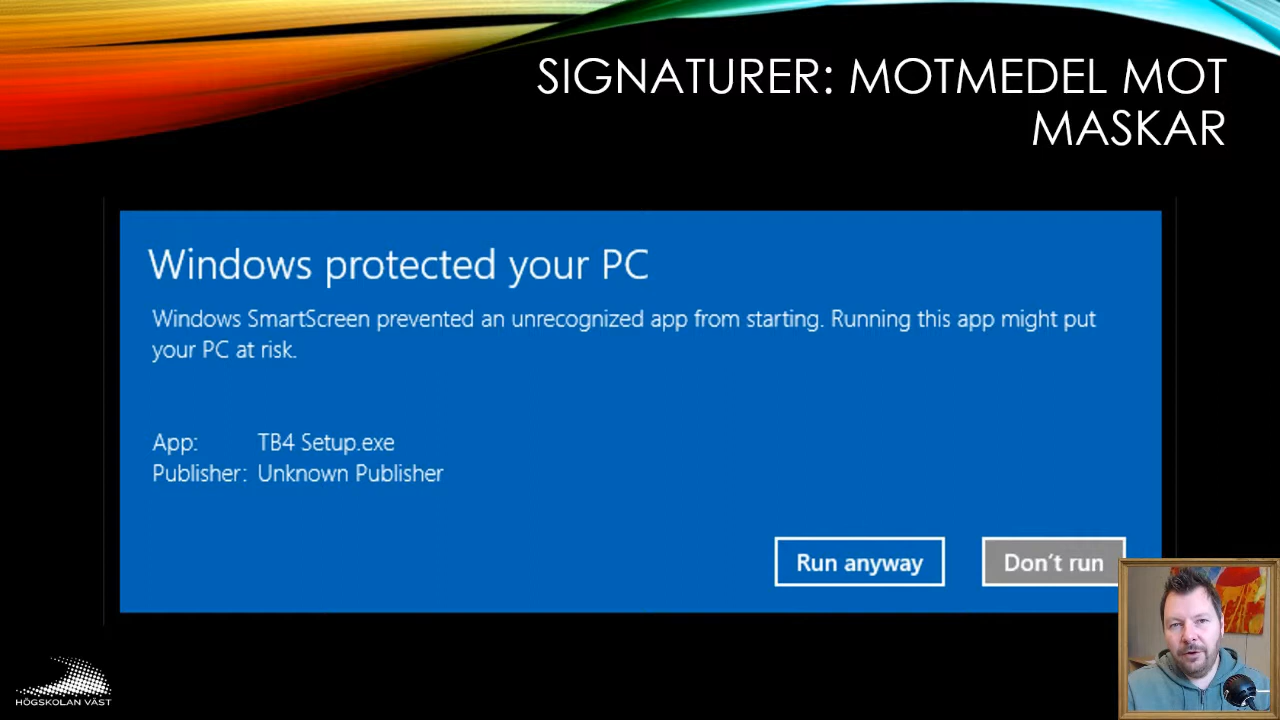 SIGNATURER: MOTMEDEL MOT
MASKAR
Windows protected your PC
Windows SmartScreen prevented an unrecognized app from starting. Running this app might put
your PC at risk.
App: TB4 Setup.exe
Publisher: Unknown Publisher
Run anyway
Don't run
HÖGSKOLAN VÄST